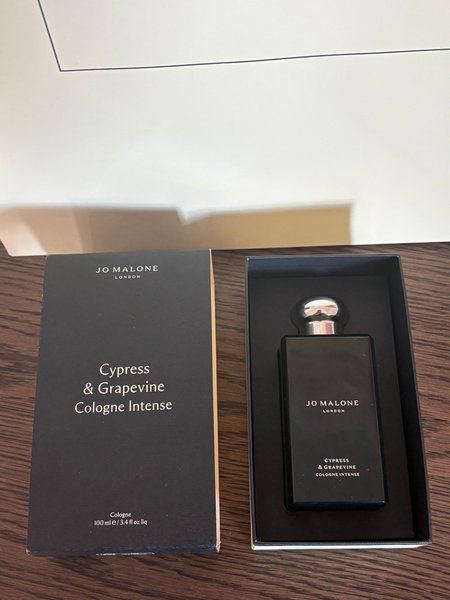 JO MALONE
LONDON
Cypress
& Grapevine
Cologne Intense
Cologne
100 ml ℮ / 3.4 fl oz liq
JO MALONE
LONDON
CYPRESS
& GRAPEVINE
COLOGNE INTENSE